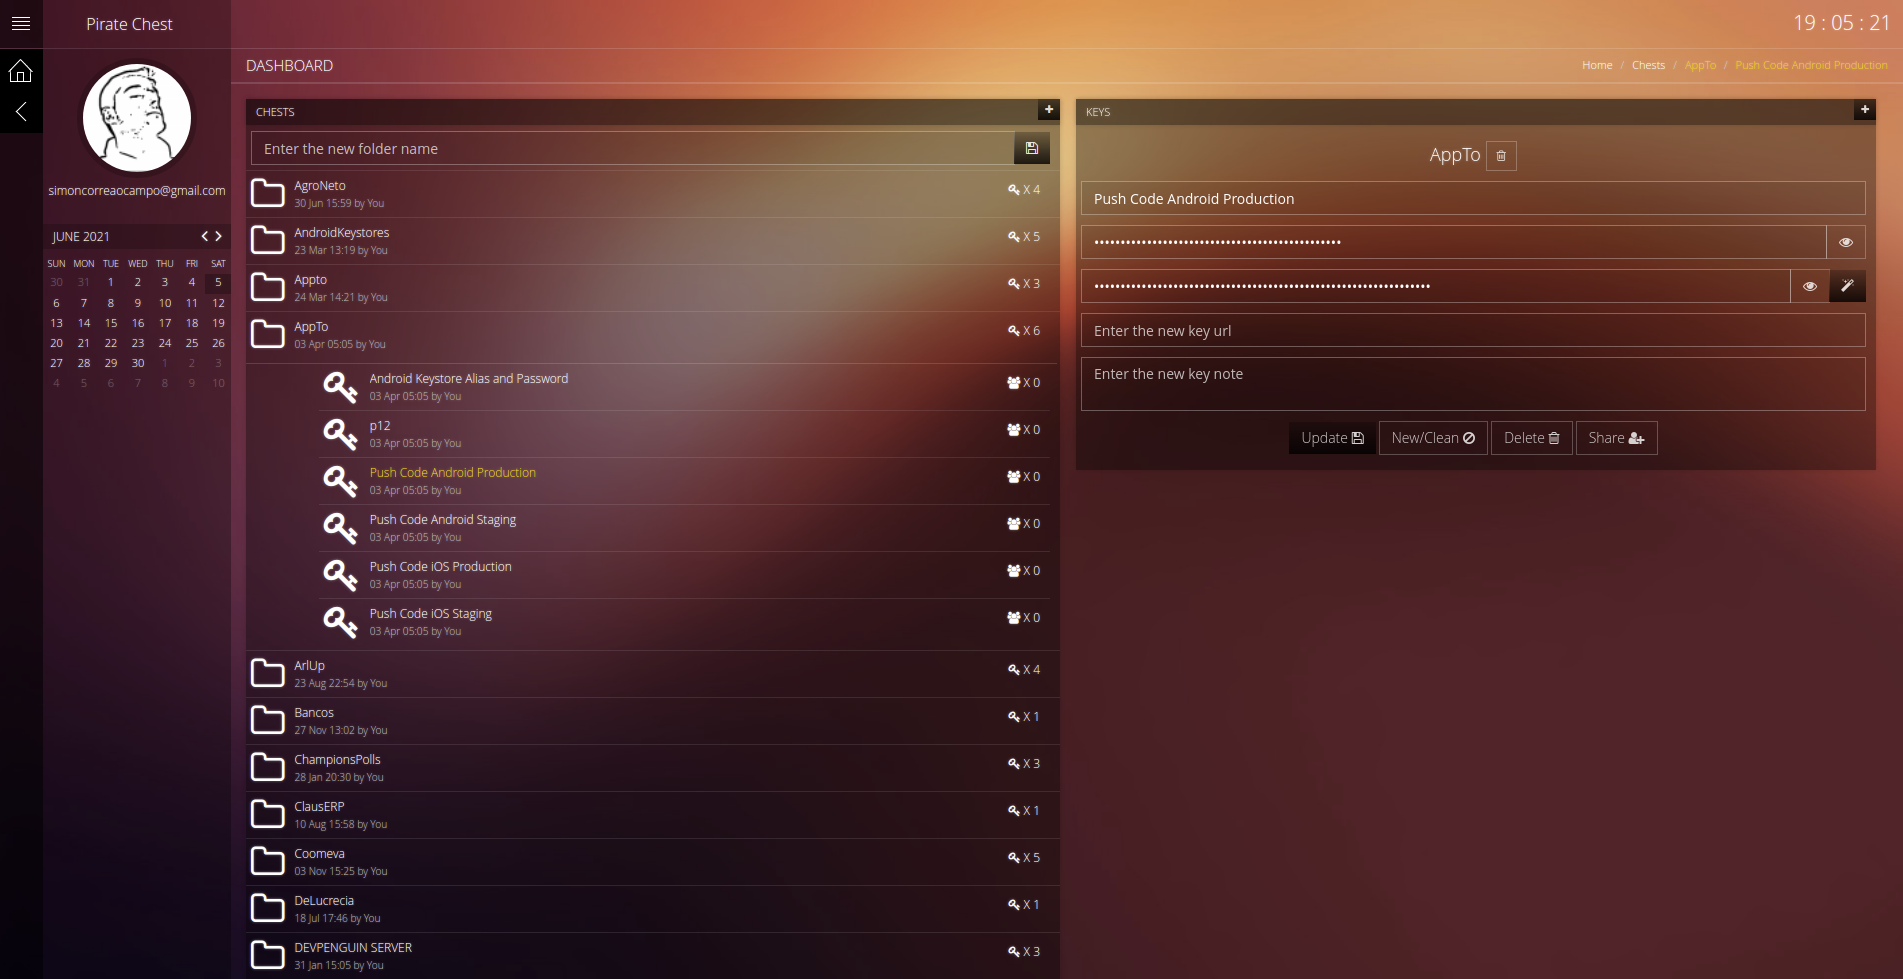 Pirate Chest
19 : 05 : 21
DASHBOARD
Home / Chests / AppTo / Push Code Android Production
simoncorreaocampo@gmail.com
JUNE 2021
SUN MON TUE WED THU FRI SAT
30 31 1 2 3 4 5
6 7 8 9 10 11 12
13 14 15 16 17 18 19
20 21 22 23 24 25 26
27 28 29 30 1 2 3
4 5 6 7 8 9 10
CHESTS +
Enter the new folder name
AgroNeto X 4
30 Jun 15:59 by You
AndroidKeystores X 5
23 Mar 13:19 by You
Appto X 3
24 Mar 14:21 by You
AppTo X 6
03 Apr 05:05 by You
Android Keystore Alias and Password X 0
03 Apr 05:05 by You
p12 X 0
03 Apr 05:05 by You
Push Code Android Production X 0
03 Apr 05:05 by You
Push Code Android Staging X 0
03 Apr 05:05 by You
Push Code iOS Production X 0
03 Apr 05:05 by You
Push Code iOS Staging X 0
03 Apr 05:05 by You
ArlUp X 4
23 Aug 22:54 by You
Bancos X 1
27 Nov 13:02 by You
ChampionsPolls X 3
28 Jan 20:30 by You
ClausERP X 1
10 Aug 15:58 by You
Coomeva X 5
03 Nov 15:25 by You
DeLucrecia X 1
18 Jul 17:46 by You
DEVPENGUIN SERVER X 3
31 Jan 15:05 by You
KEYS +
AppTo
Push Code Android Production
Enter the new key url
Enter the new key note
Update New/Clean Delete Share